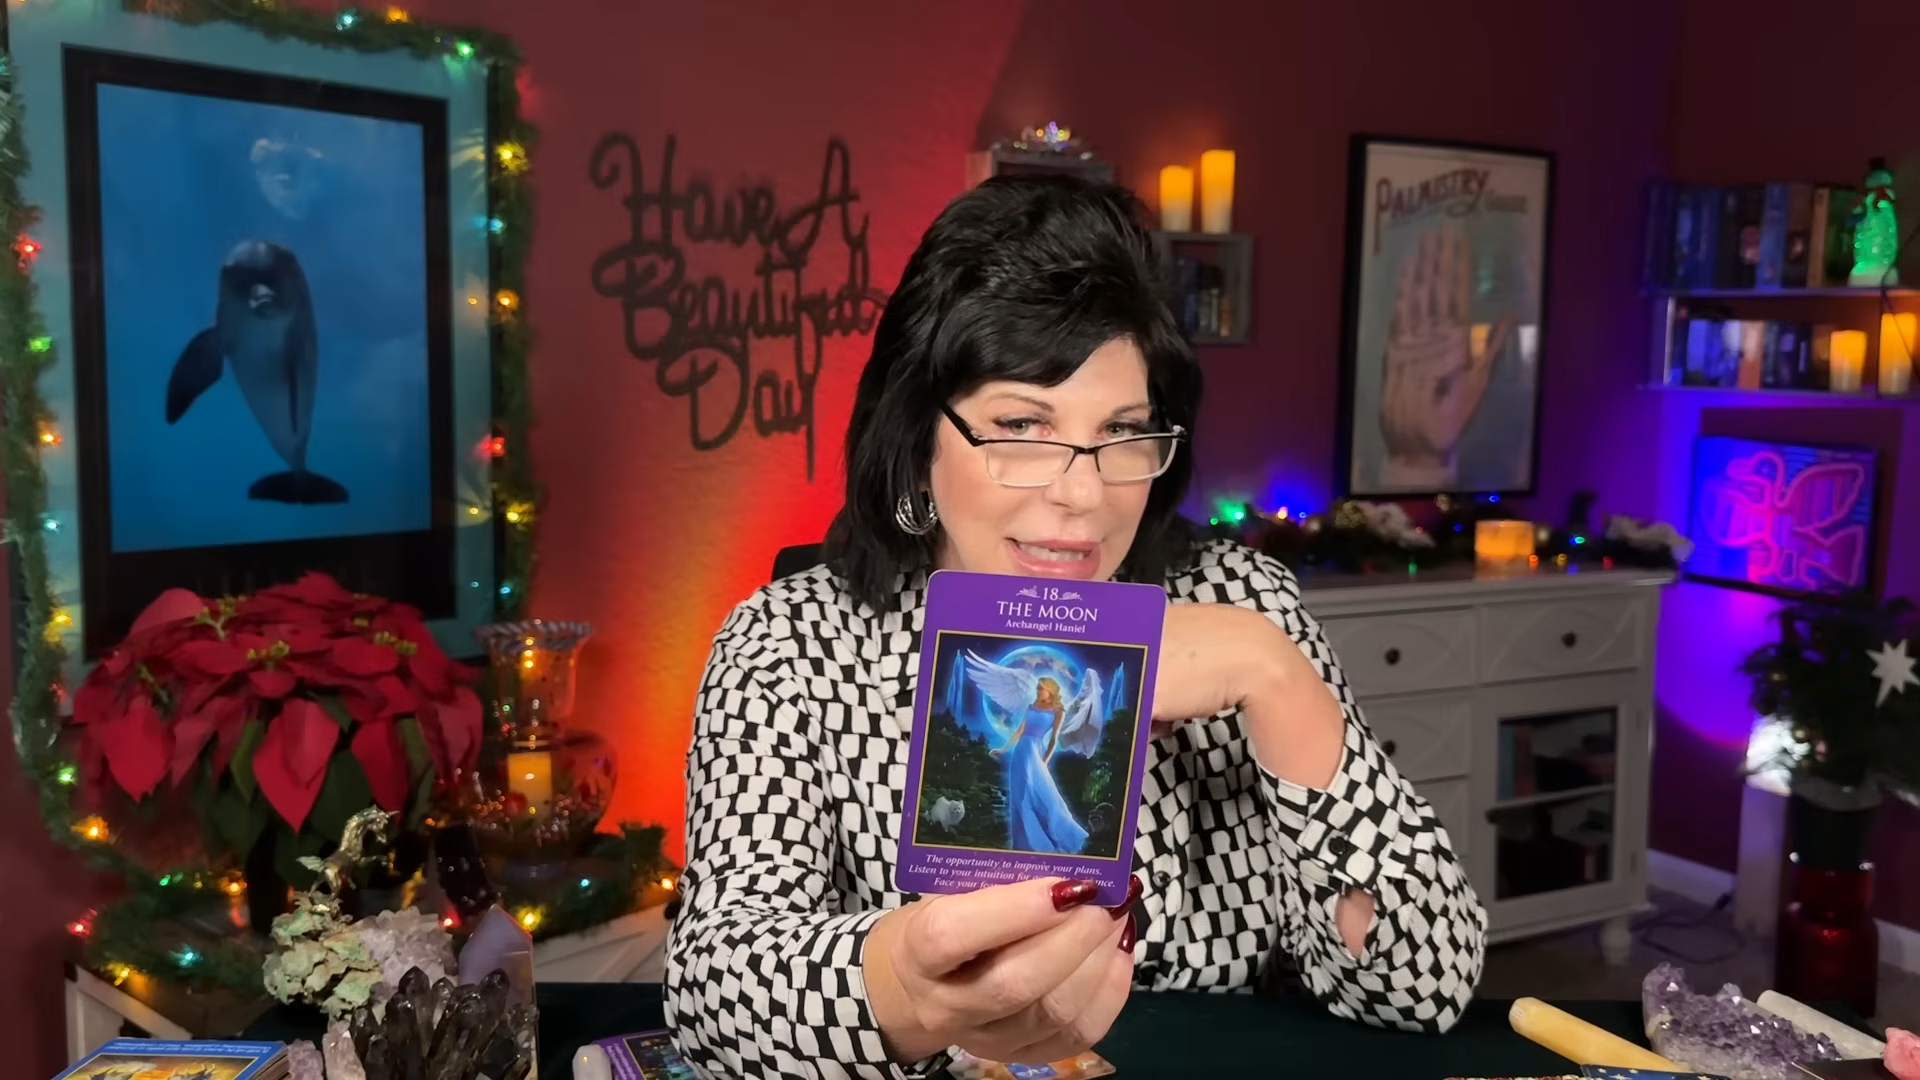 Have A
Beautiful
Day
PALMISTRY
18
THE MOON
Archangel Haniel
The opportunity to improve your plans.
Listen to your intuition for
Face your